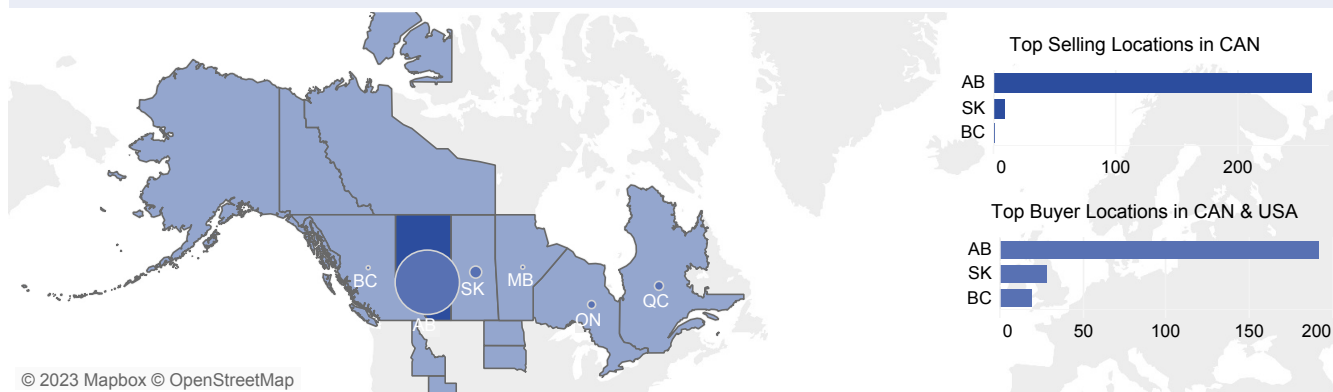 Top Selling Locations in CAN
AB
SK
BC
0 100 200
Top Buyer Locations in CAN & USA
AB
SK
BC
0 50 100 150 200
BC
SK
MB
QC
ON
AB
© 2023 Mapbox © OpenStreetMap